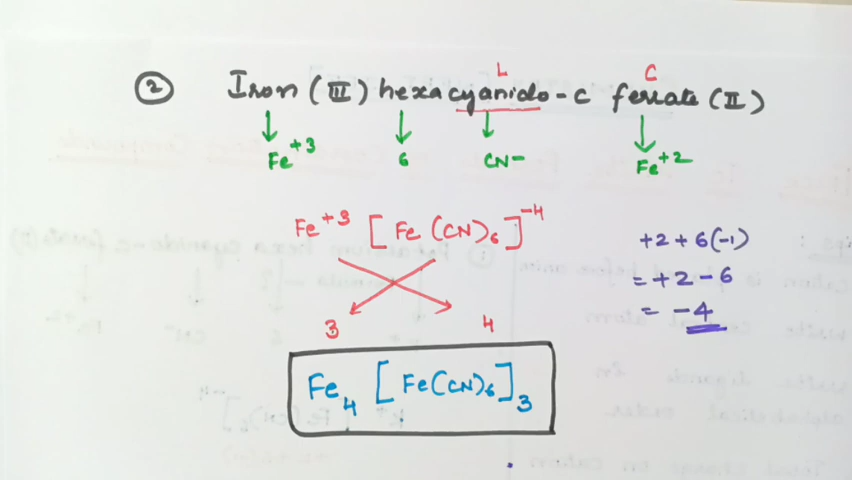 ② Iron (III) hexacyanido-c ferrate (II)
L C
Fe+3 6 CN- Fe+2
Fe+3 [Fe(CN)6]-4
+2+6(-1)
= +2-6
= -4
3 4
Fe4 [Fe(CN)6]3